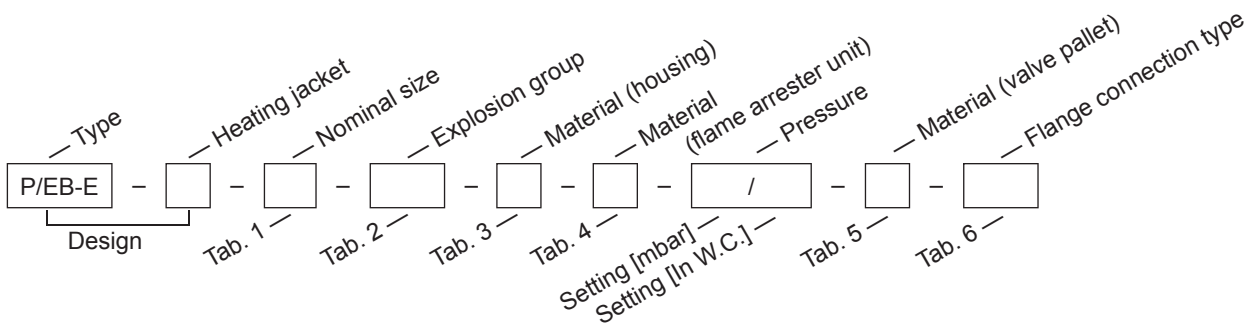 Type
Heating jacket
Nominal size
Explosion group
Material (housing)
Material
(flame arrester unit)
Pressure
Material (valve pallet)
Flange connection type
P/EB-E – – – – – – / – –
Design
Tab. 1
Tab. 2
Tab. 3
Tab. 4
Setting [mbar]
Setting [In W.C.]
Tab. 5
Tab. 6